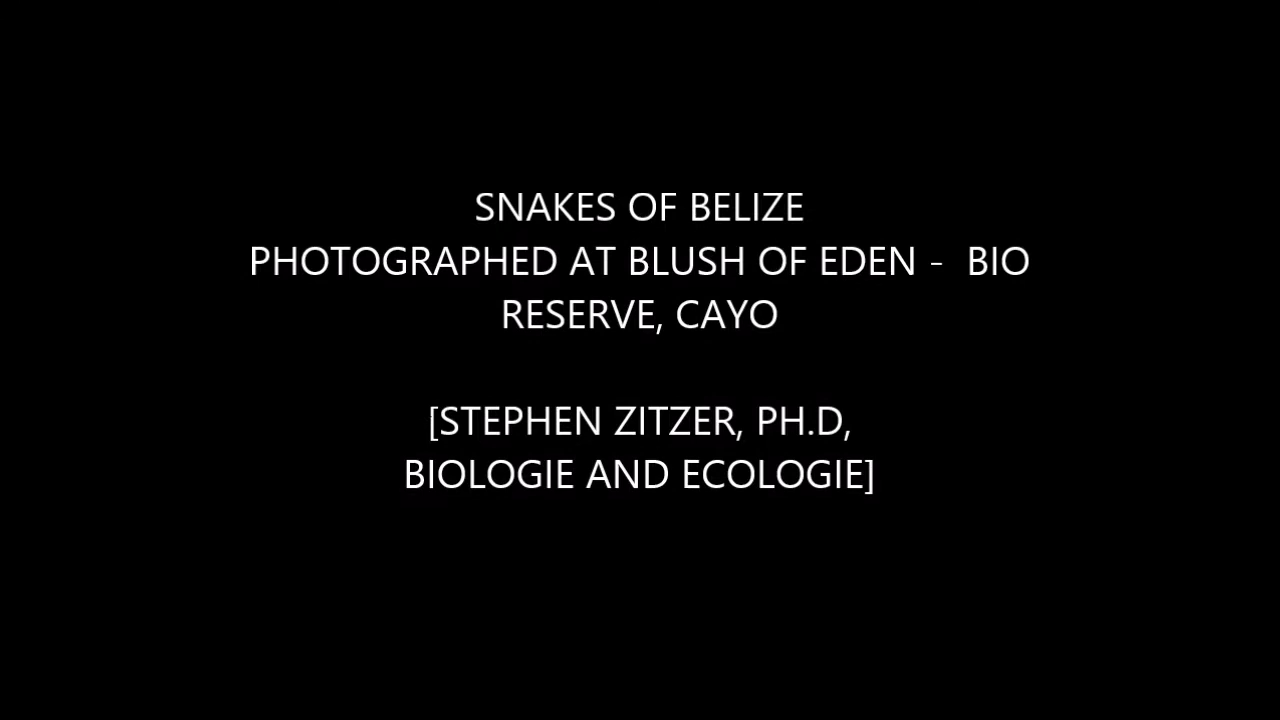 SNAKES OF BELIZE
PHOTOGRAPHED AT BLUSH OF EDEN -  BIO
RESERVE, CAYO
[STEPHEN ZITZER, PH.D,
BIOLOGIE AND ECOLOGIE]